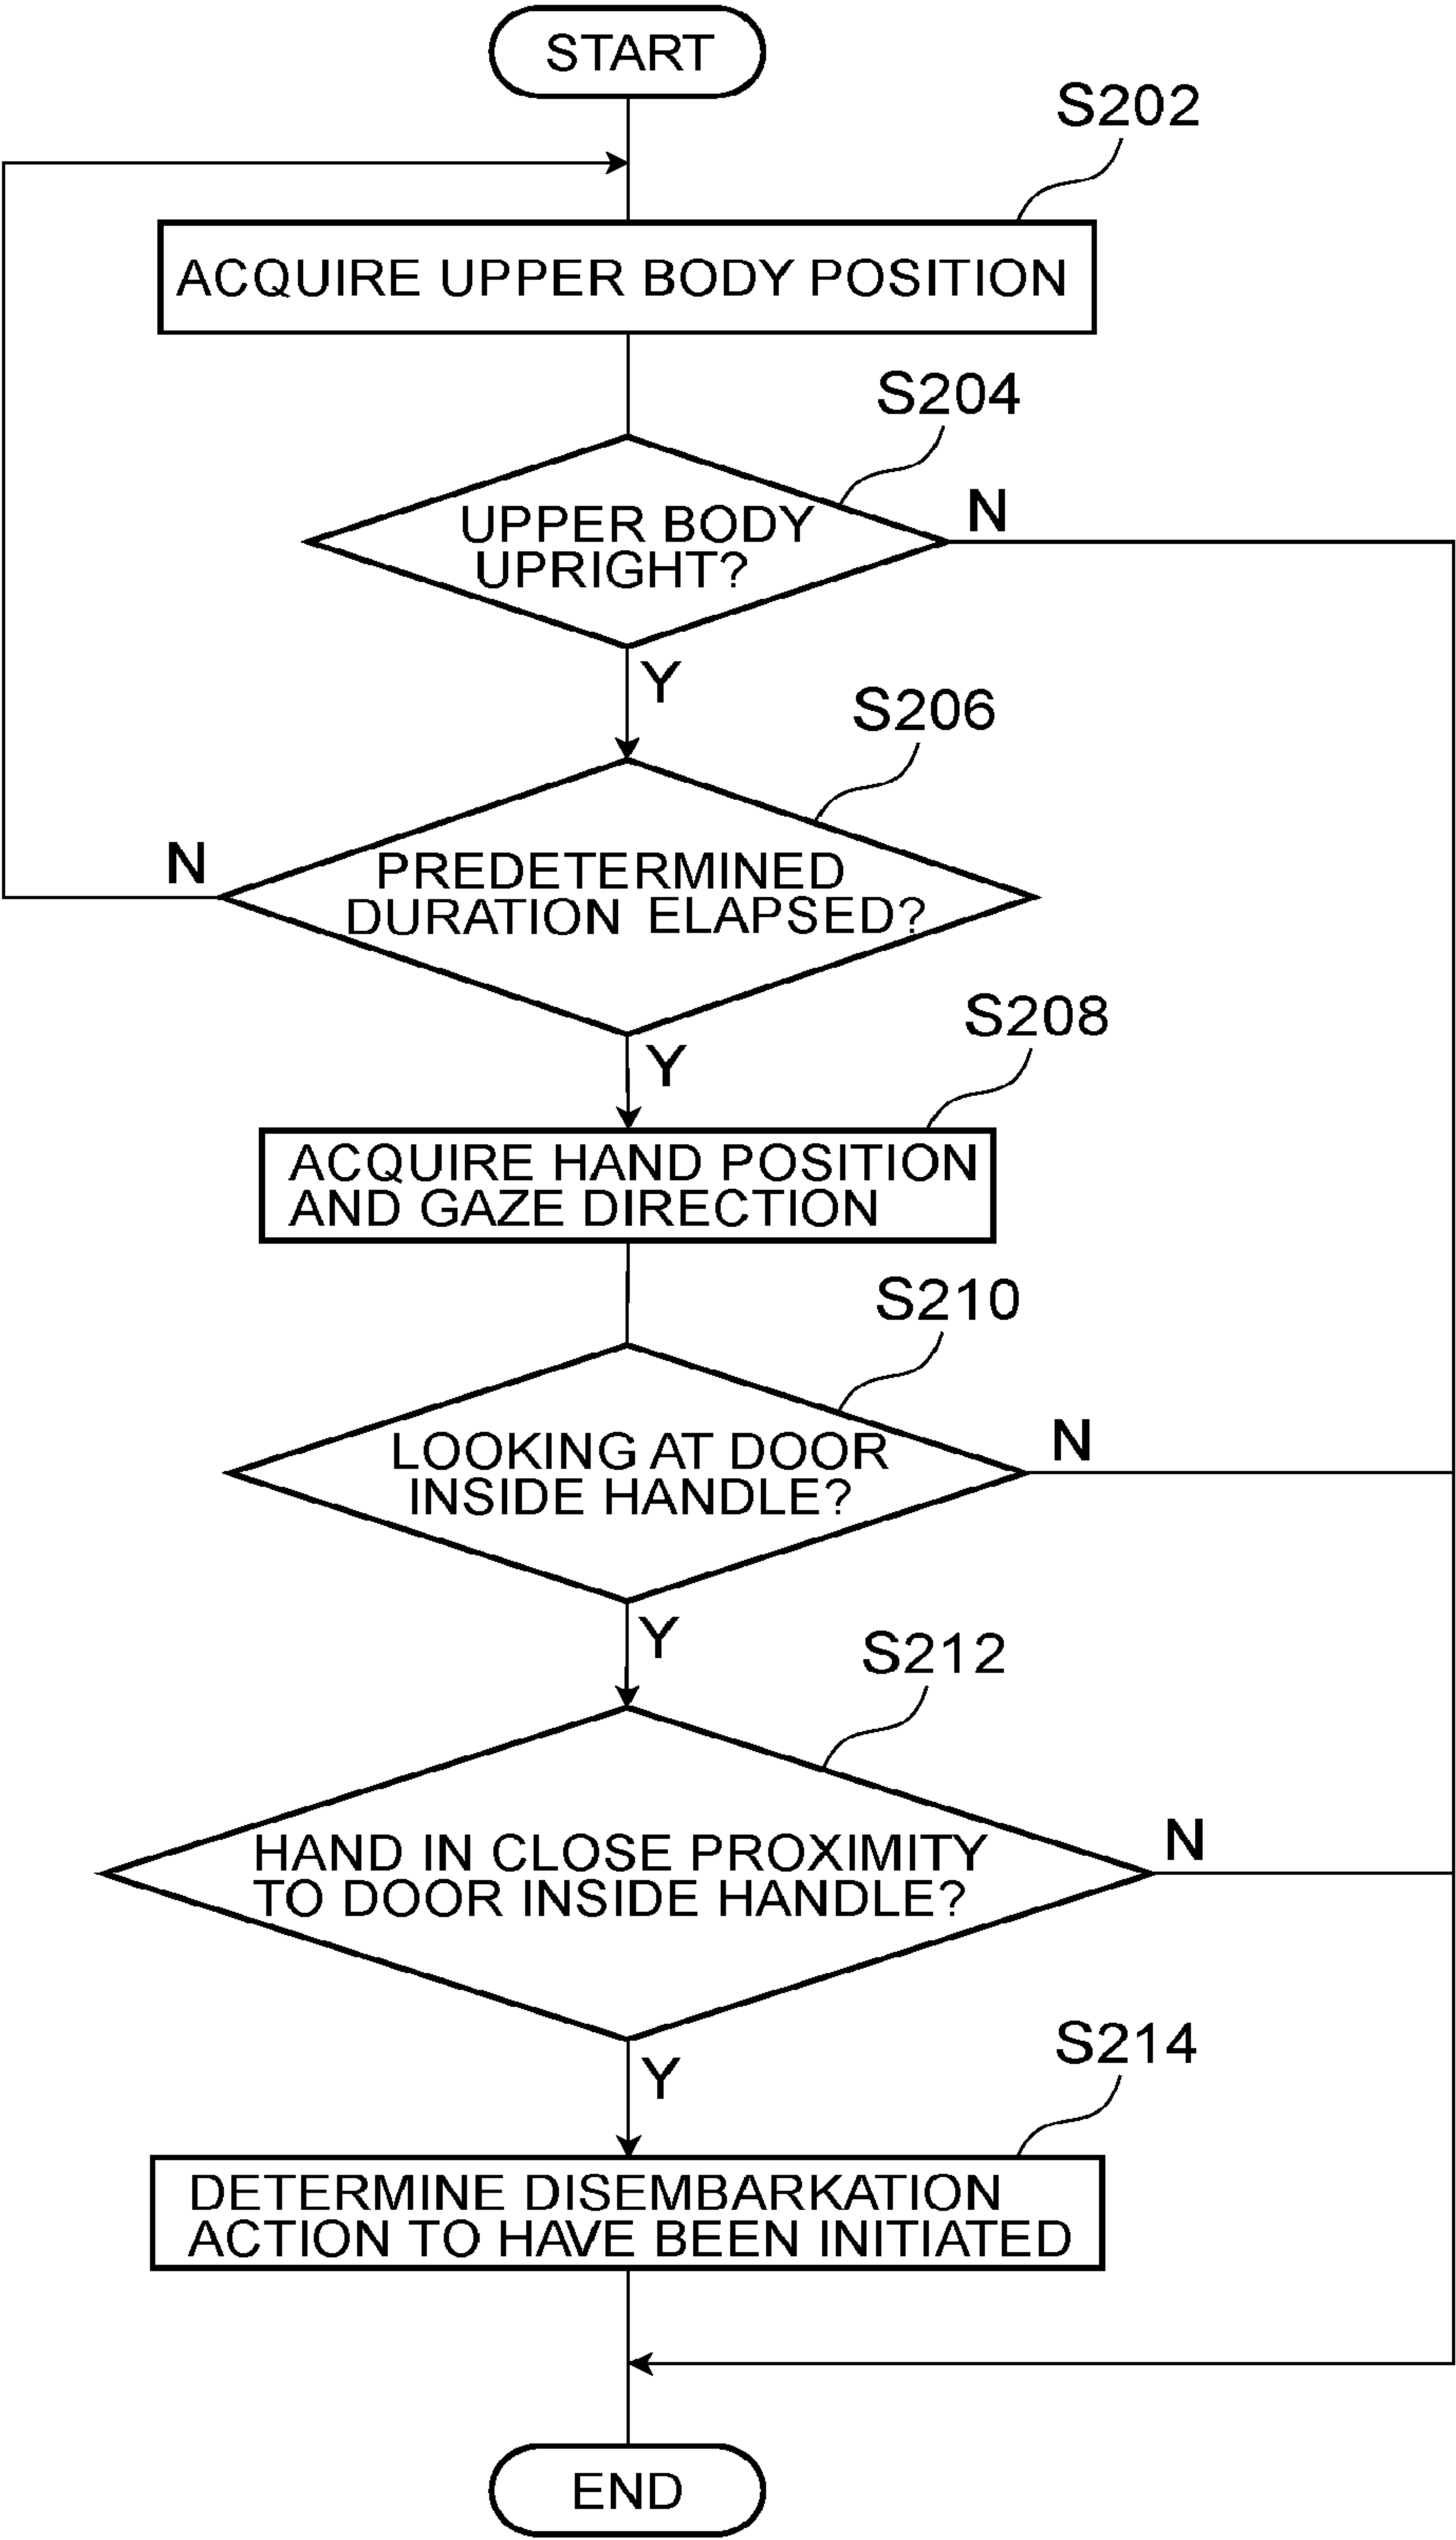 START
S202
ACQUIRE UPPER BODY POSITION
S204
N
UPPER BODY
UPRIGHT?
Y
S206
N
PREDETERMINED
DURATION ELAPSED?
S208
Y
ACQUIRE HAND POSITION
AND GAZE DIRECTION
S210
N
LOOKING AT DOOR
INSIDE HANDLE?
Y
S212
N
HAND IN CLOSE PROXIMITY
TO DOOR INSIDE HANDLE?
S214
Y
DETERMINE DISEMBARKATION
ACTION TO HAVE BEEN INITIATED
END